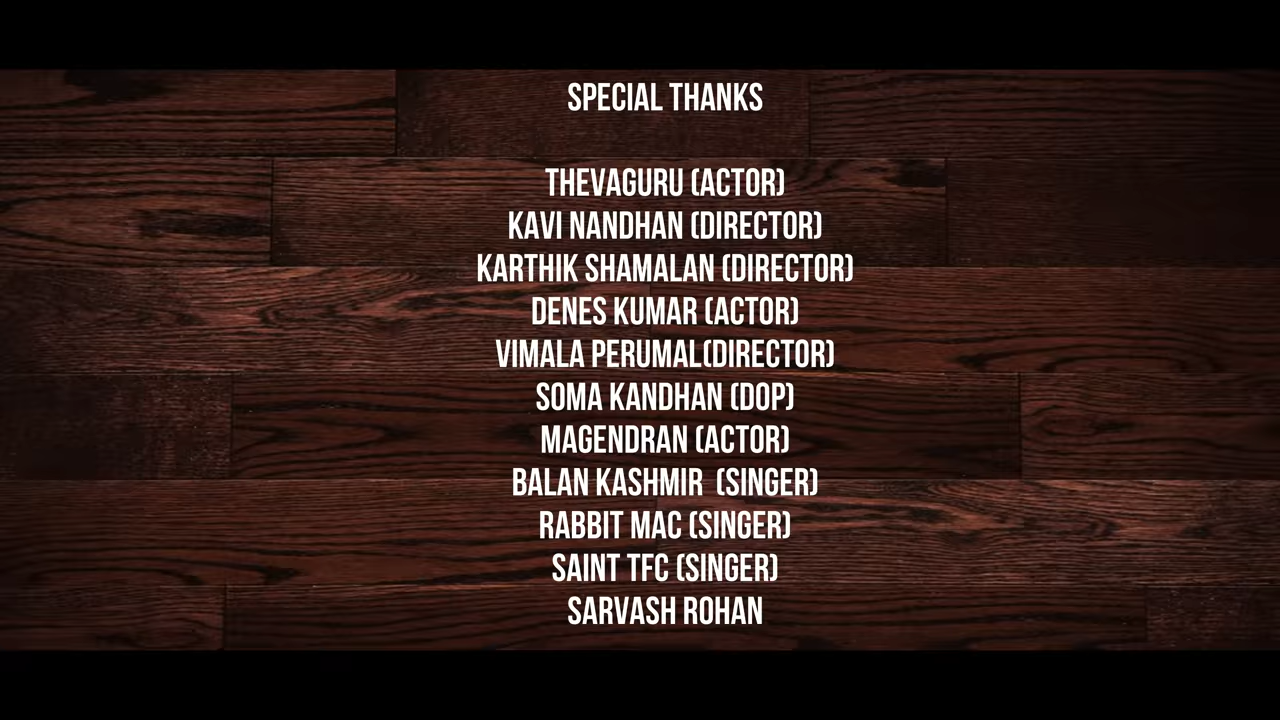 SPECIAL THANKS
THEVAGURU (ACTOR)
KAVI NANDHAN (DIRECTOR)
KARTHIK SHAMALAN (DIRECTOR)
DENES KUMAR (ACTOR)
VIMALA PERUMAL(DIRECTOR)
SOMA KANDHAN (DOP)
MAGENDRAN (ACTOR)
BALAN KASHMIR  (SINGER)
RABBIT MAC (SINGER)
SAINT TFC (SINGER)
SARVASH ROHAN